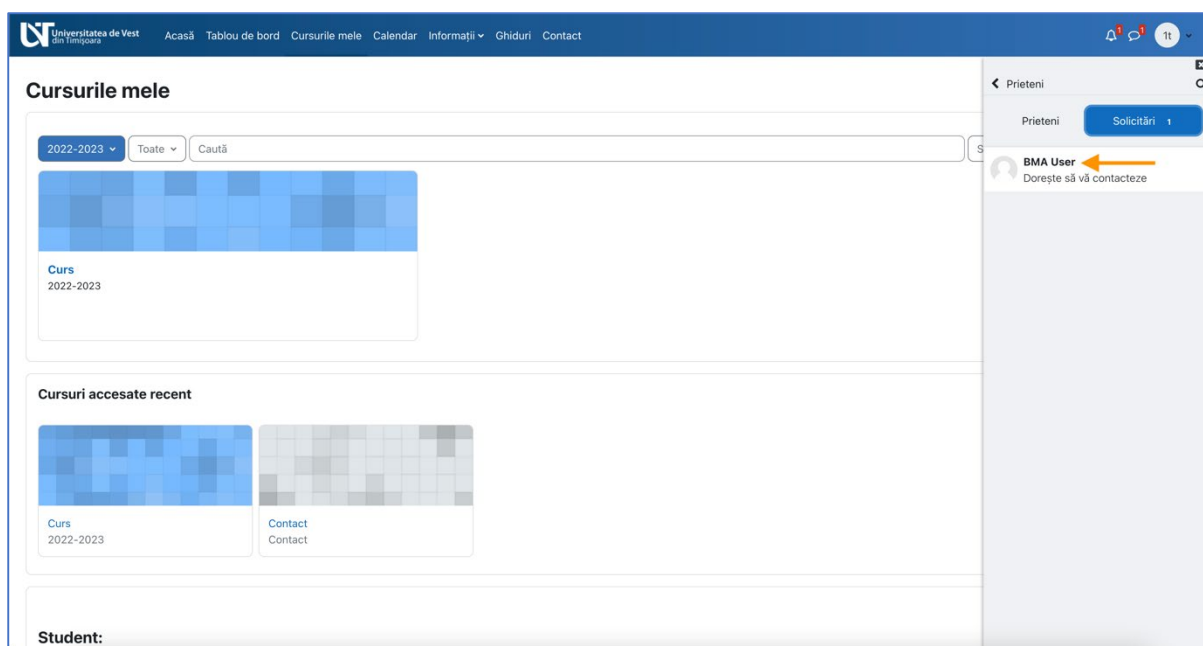 Universitatea de Vest
din Timișoara
Acasă Tablou de bord Cursurile mele Calendar Informații Ghiduri Contact
1 1 1t
Cursurile mele
2022-2023 Toate Caută S
Curs
2022-2023
Cursuri accesate recent
Curs
2022-2023
Contact
Contact
Student:
Prieteni
Prieteni Solicitări 1
BMA User
Dorește să vă contacteze